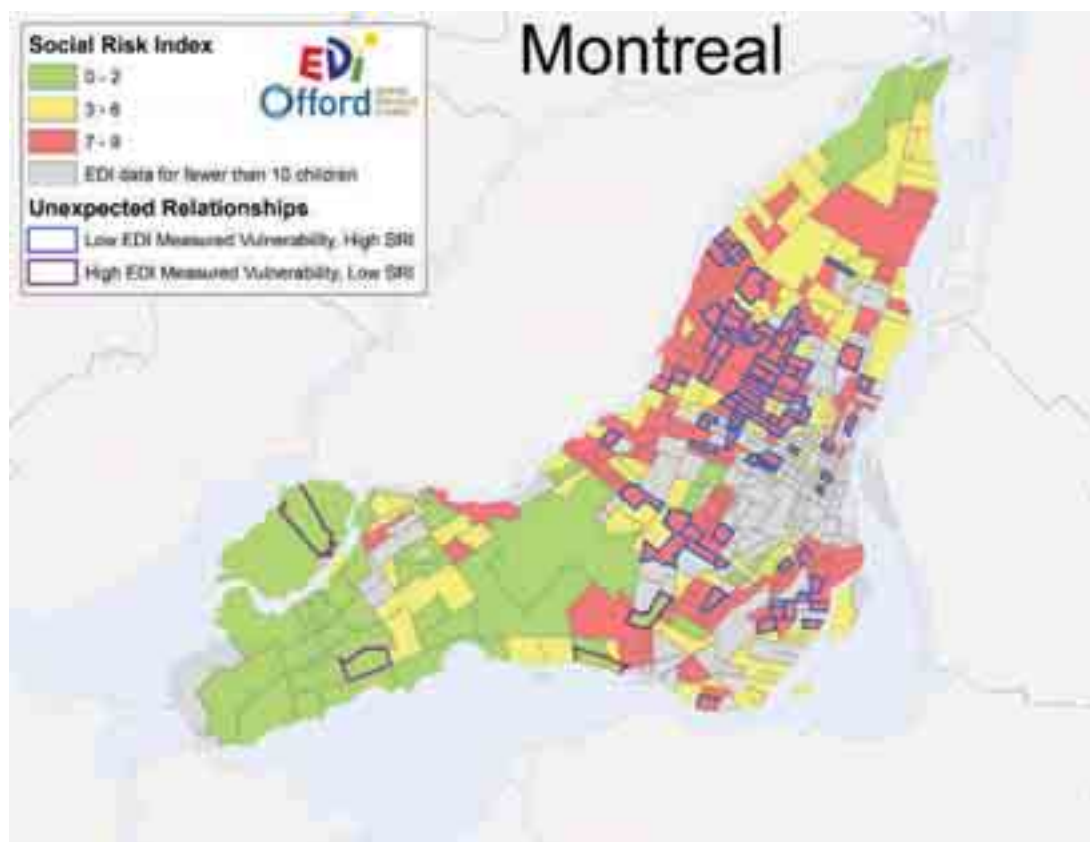 Montreal
Social Risk Index
EDI
Offord
0 - 2
3 - 6
7 - 9
EDI data for fewer than 10 children
Unexpected Relationships
Low EDI Measured Vulnerability, High SRI
High EDI Measured Vulnerability, Low SRI